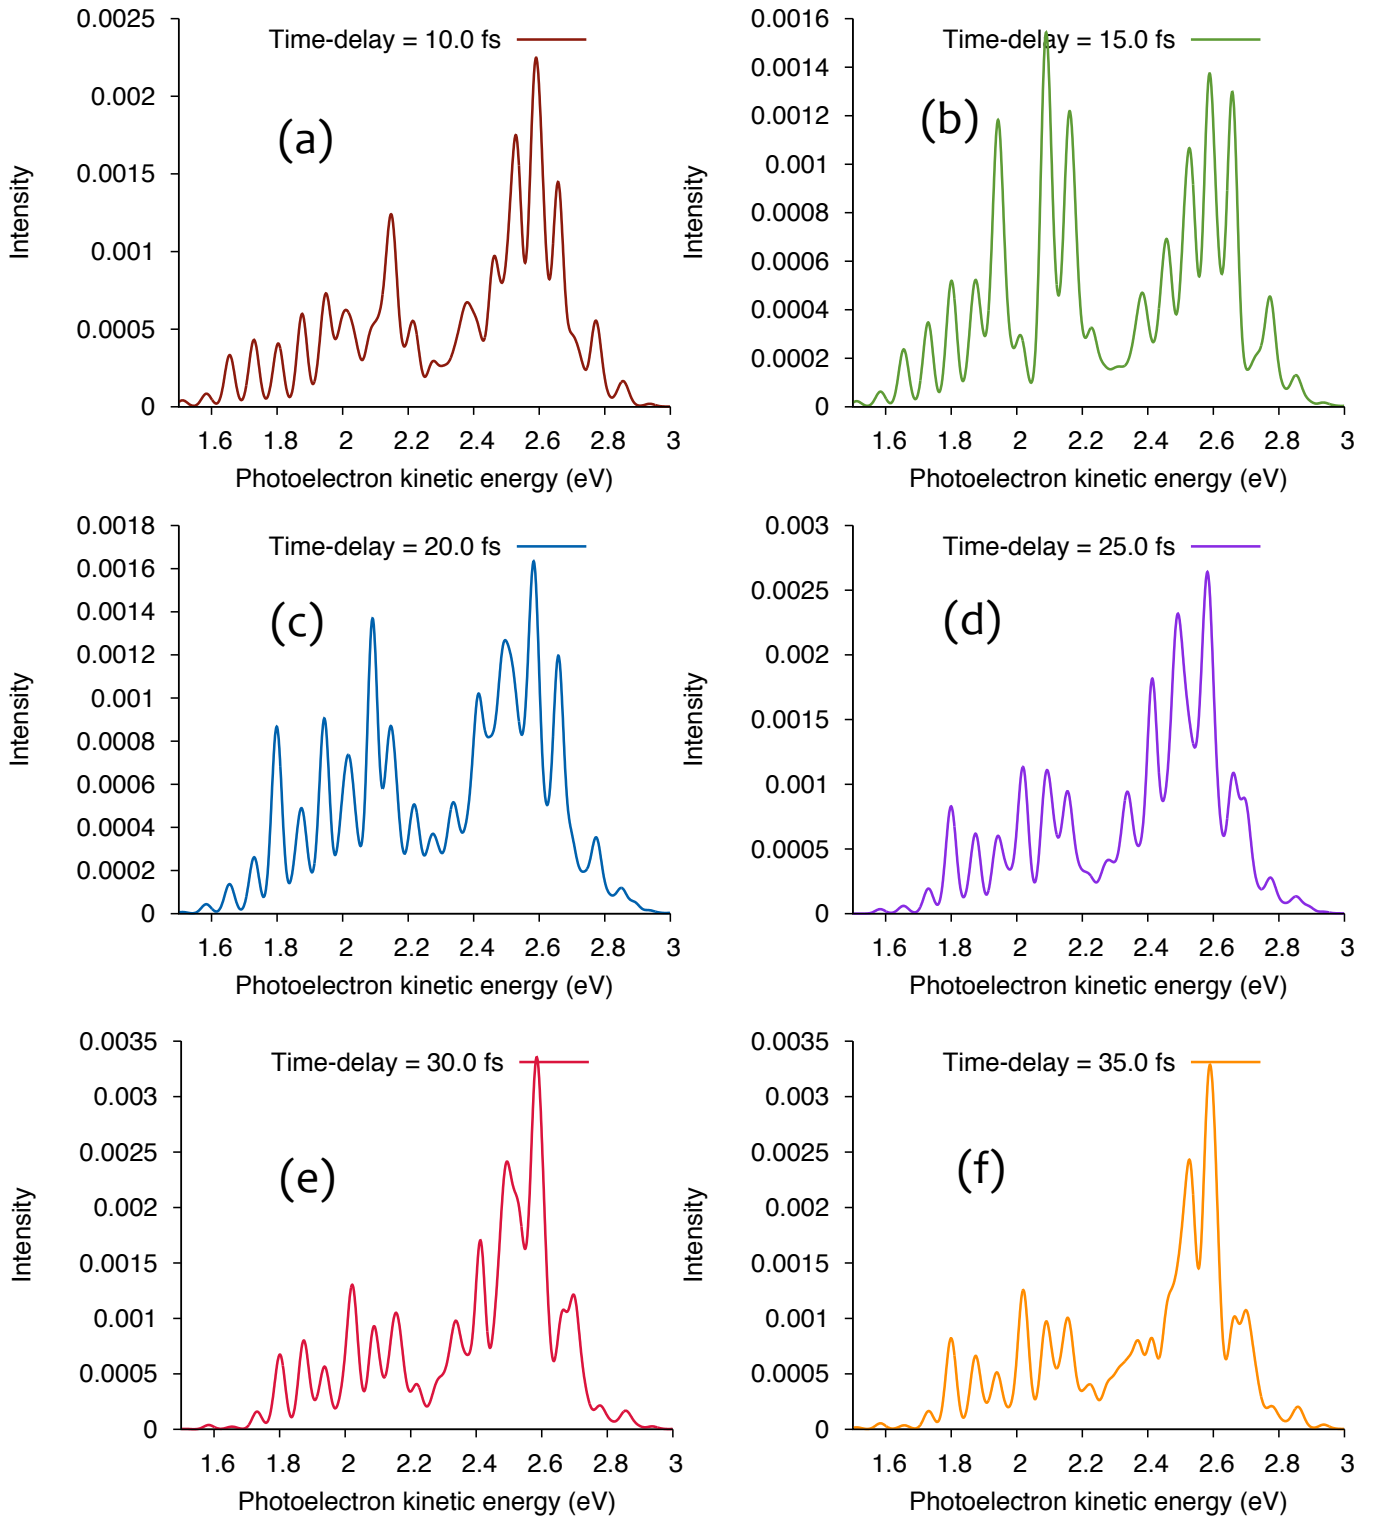 0.0025
0.002
0.0015
0.001
0.0005
0
Time-delay = 10.0 fs
(a)
Intensity
1.6 1.8 2 2.2 2.4 2.6 2.8 3
Photoelectron kinetic energy (eV)
0.0016
0.0014
0.0012
0.001
0.0008
0.0006
0.0004
0.0002
0
Time-delay = 15.0 fs
(b)
Intensity
1.6 1.8 2 2.2 2.4 2.6 2.8 3
Photoelectron kinetic energy (eV)
0.0018
0.0016
0.0014
0.0012
0.001
0.0008
0.0006
0.0004
0.0002
0
Time-delay = 20.0 fs
(c)
Intensity
1.6 1.8 2 2.2 2.4 2.6 2.8 3
Photoelectron kinetic energy (eV)
0.003
0.0025
0.002
0.0015
0.001
0.0005
0
Time-delay = 25.0 fs
(d)
Intensity
1.6 1.8 2 2.2 2.4 2.6 2.8 3
Photoelectron kinetic energy (eV)
0.0035
0.003
0.0025
0.002
0.0015
0.001
0.0005
0
Time-delay = 30.0 fs
(e)
Intensity
1.6 1.8 2 2.2 2.4 2.6 2.8 3
Photoelectron kinetic energy (eV)
0.0035
0.003
0.0025
0.002
0.0015
0.001
0.0005
0
Time-delay = 35.0 fs
(f)
Intensity
1.6 1.8 2 2.2 2.4 2.6 2.8 3
Photoelectron kinetic energy (eV)